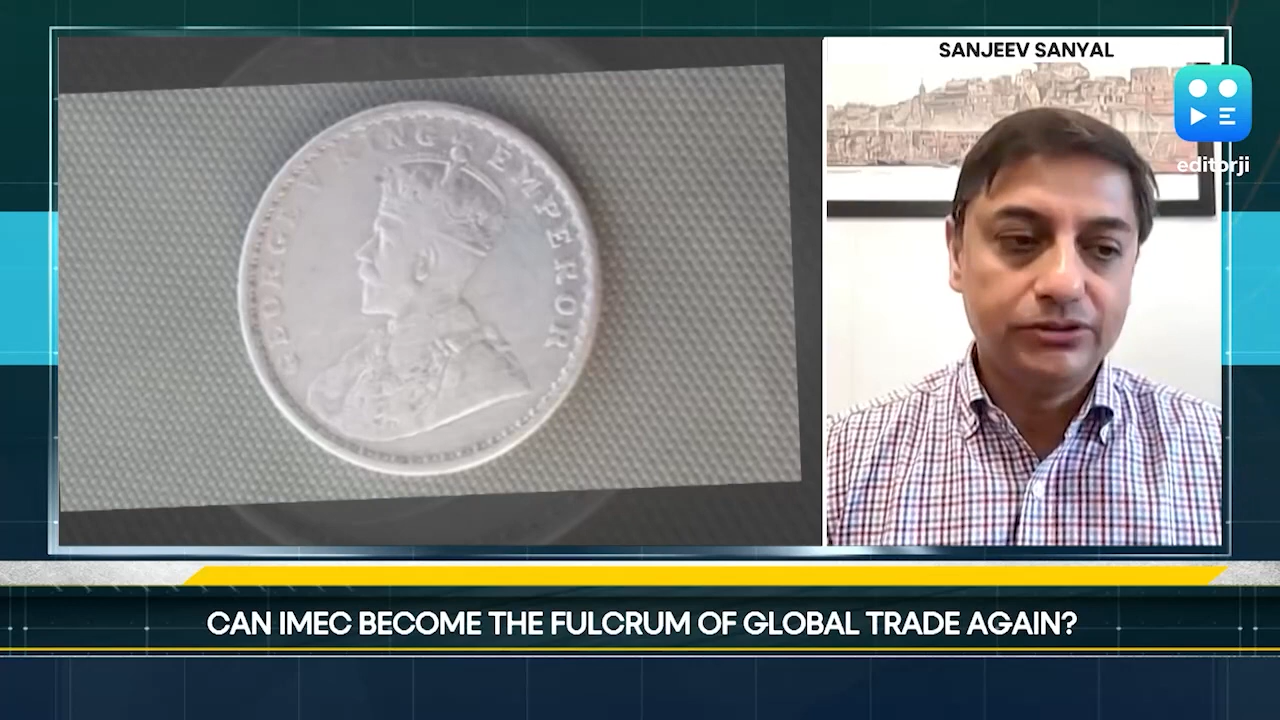 GEORGE V KING EMPEROR
SANJEEV SANYAL
editorji
CAN IMEC BECOME THE FULCRUM OF GLOBAL TRADE AGAIN?